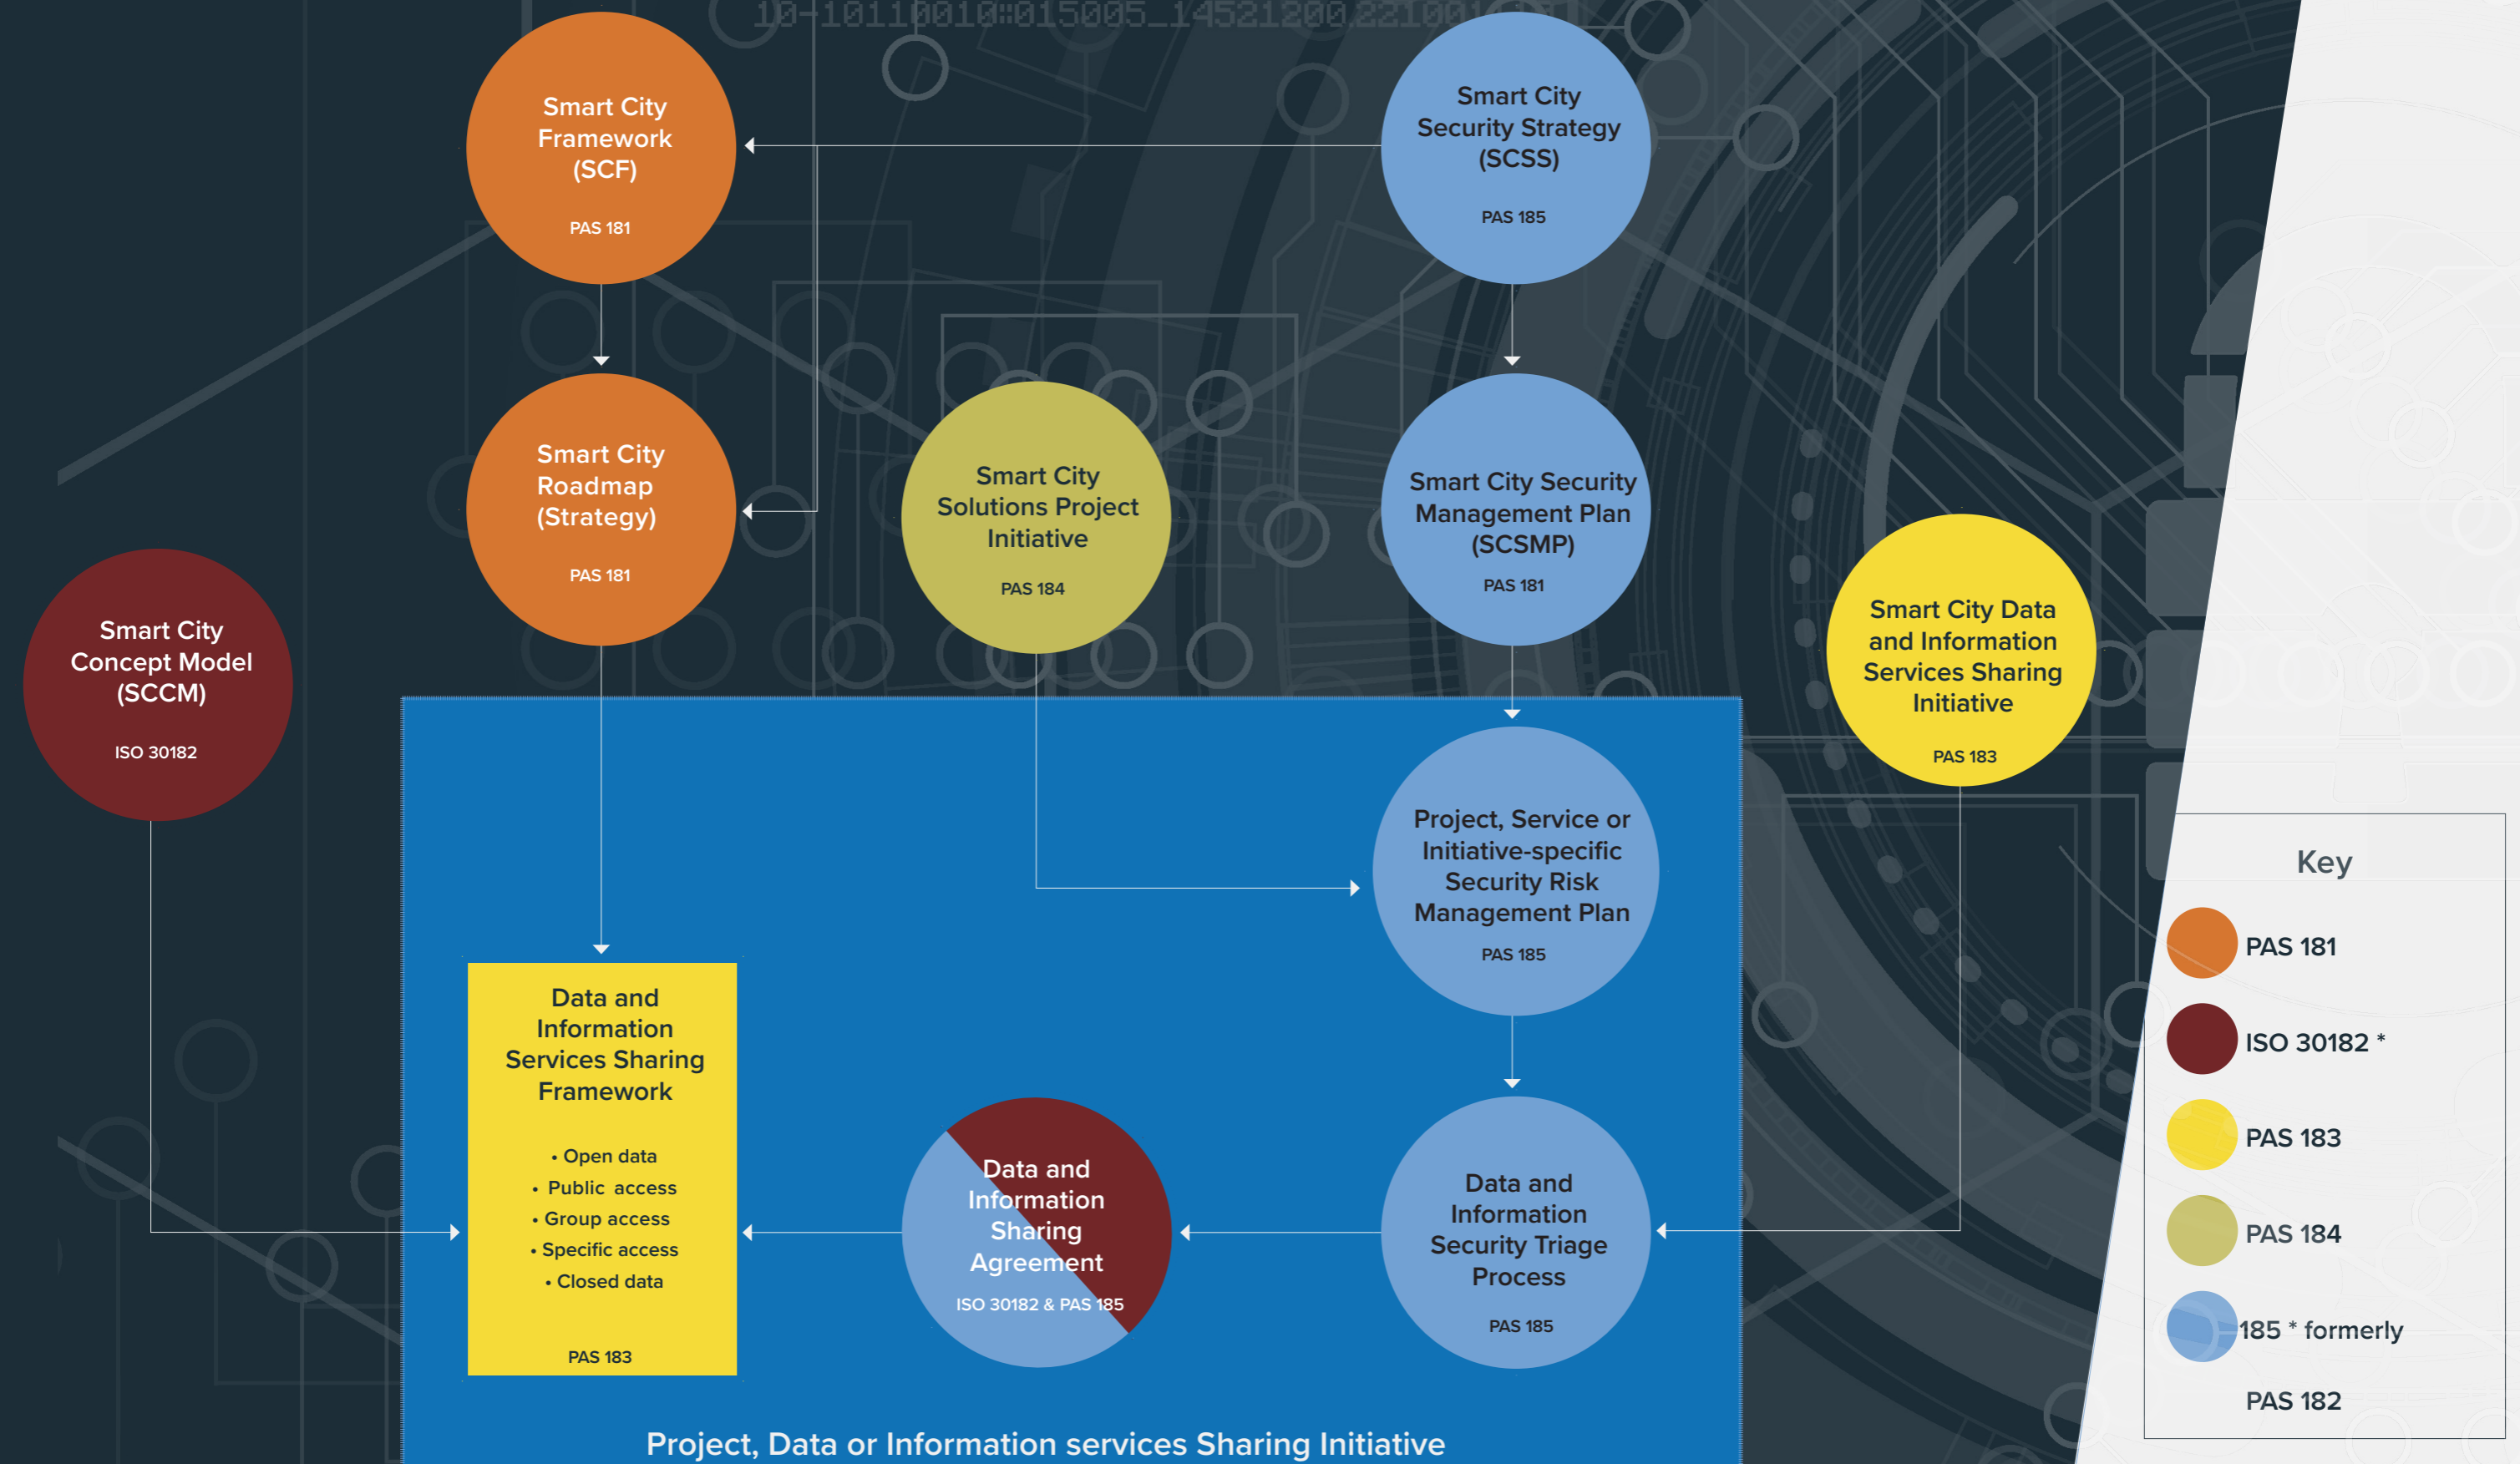 Smart City
Framework
(SCF)
PAS 181
Smart City
Security Strategy
(SCSS)
PAS 185
Smart City
Roadmap
(Strategy)
PAS 181
Smart City
Solutions Project
Initiative
PAS 184
Smart City Security
Management Plan
(SCSMP)
PAS 181
Smart City
Concept Model
(SCCM)
ISO 30182
Smart City Data
and Information
Services Sharing
Initiative
PAS 183
Project, Service or
Initiative-specific
Security Risk
Management Plan
PAS 185
Data and
Information
Services Sharing
Framework
• Open data
• Public access
• Group access
• Specific access
• Closed data
PAS 183
Data and
Information
Sharing
Agreement
ISO 30182 & PAS 185
Data and
Information
Security Triage
Process
PAS 185
Project, Data or Information services Sharing Initiative
Key
PAS 181
ISO 30182 *
PAS 183
PAS 184
185 * formerly
PAS 182